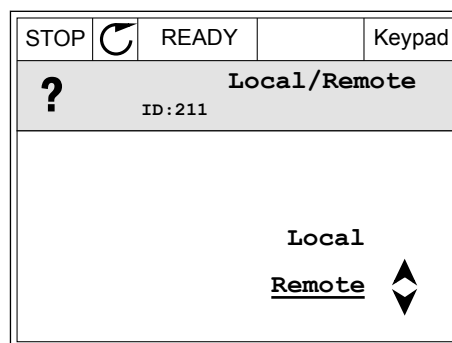 STOP READY Keypad
? Local/Remote
ID:211
Local
Remote